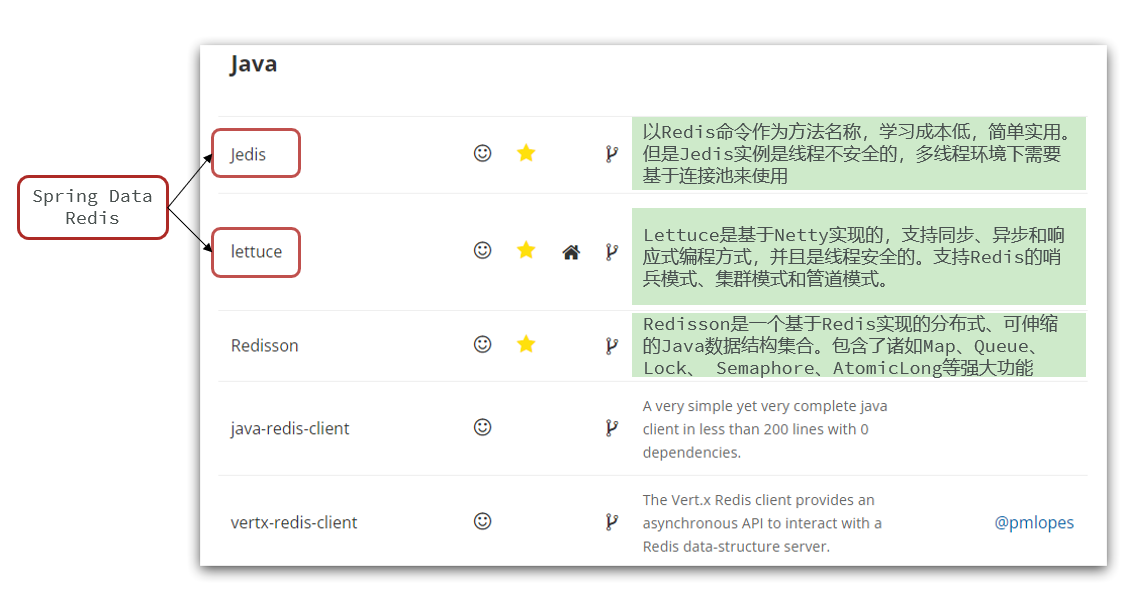 Java
Spring Data
Redis
Jedis
以Redis命令作为方法名称，学习成本低，简单实用。
但是Jedis实例是线程不安全的，多线程环境下需要
基于连接池来使用
lettuce
Lettuce是基于Netty实现的，支持同步、异步和响
应式编程方式，并且是线程安全的。支持Redis的哨
兵模式、集群模式和管道模式。
Redisson
Redisson是一个基于Redis实现的分布式、可伸缩
的Java数据结构集合。包含了诸如Map、Queue、
Lock、 Semaphore、AtomicLong等强大功能
java-redis-client
A very simple yet very complete java
client in less than 200 lines with 0
dependencies.
vertx-redis-client
The Vert.x Redis client provides an
asynchronous API to interact with a
Redis data-structure server.
@pmlopes